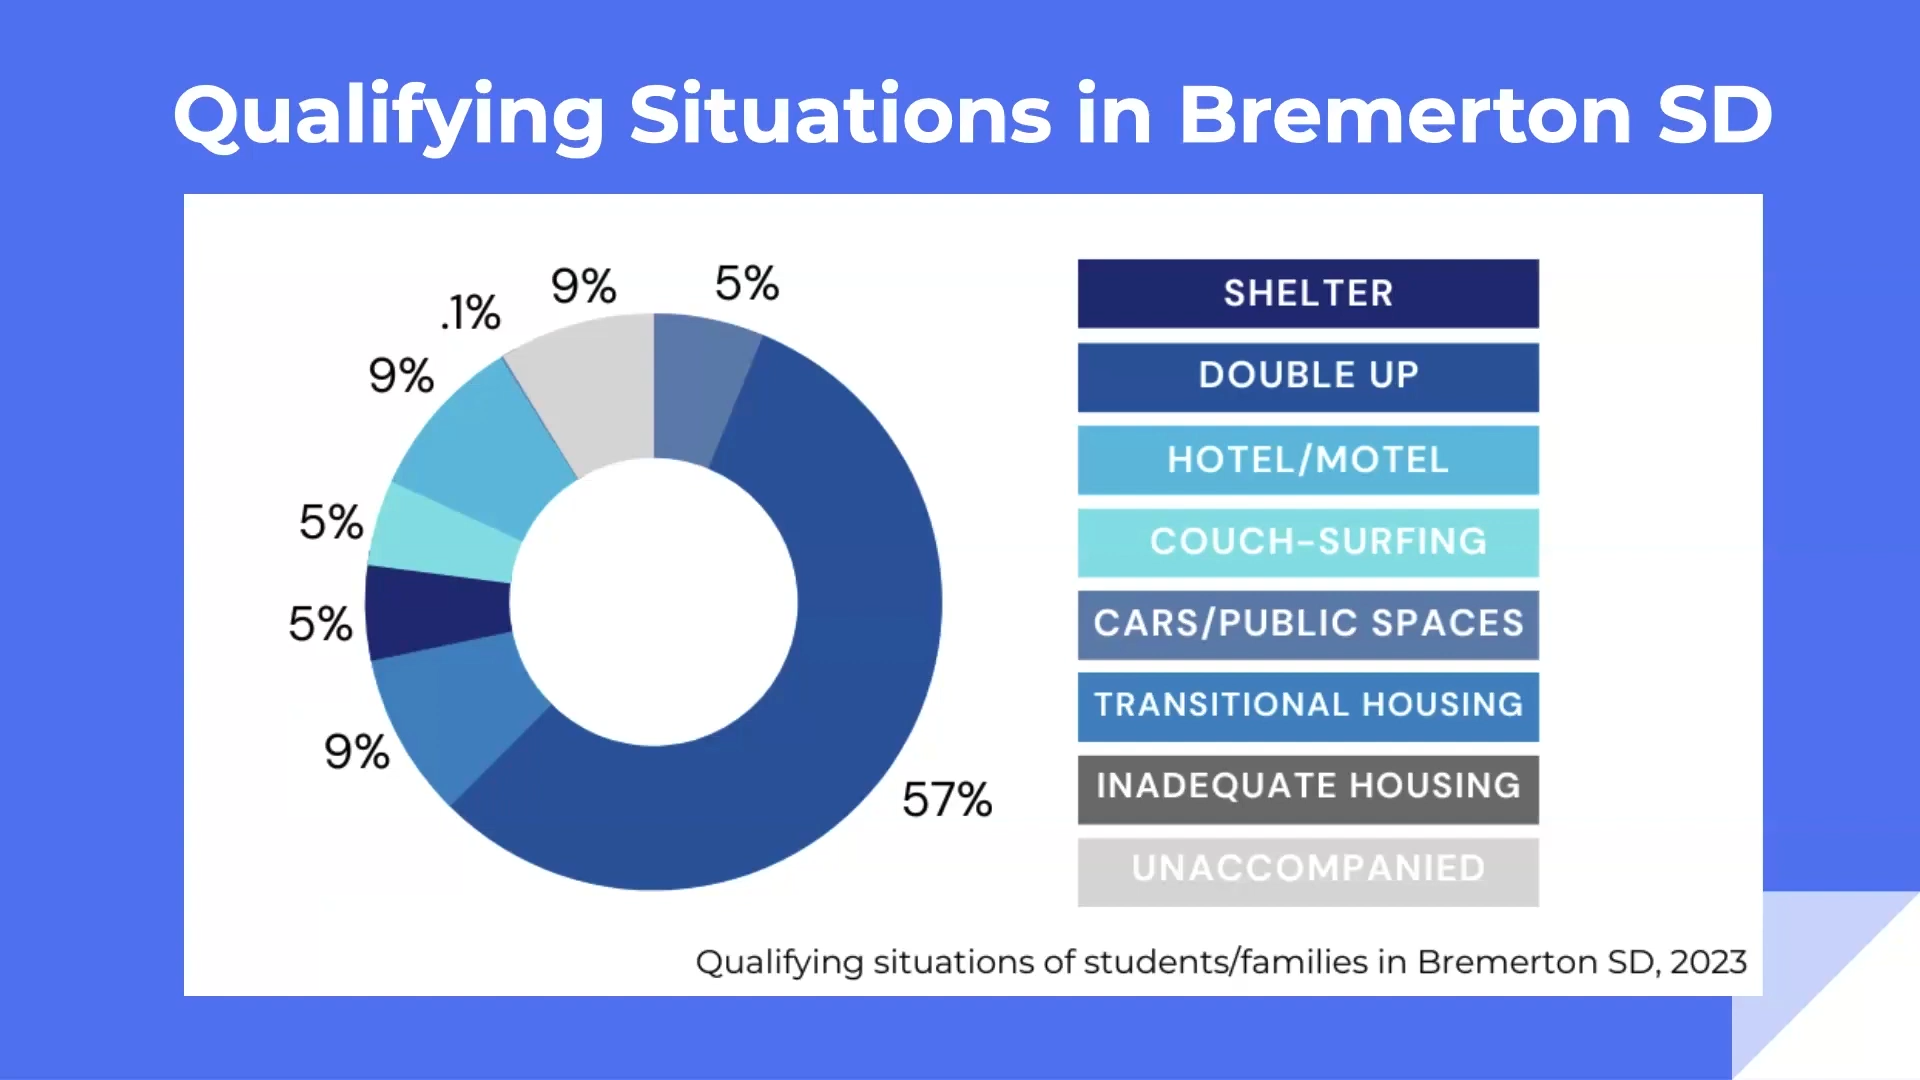 Qualifying Situations in Bremerton SD
9%
5%
.1%
9%
5%
5%
9%
57%
SHELTER
DOUBLE UP
HOTEL/MOTEL
COUCH-SURFING
CARS/PUBLIC SPACES
TRANSITIONAL HOUSING
INADEQUATE HOUSING
UNACCOMPANIED
Qualifying situations of students/families in Bremerton SD, 2023